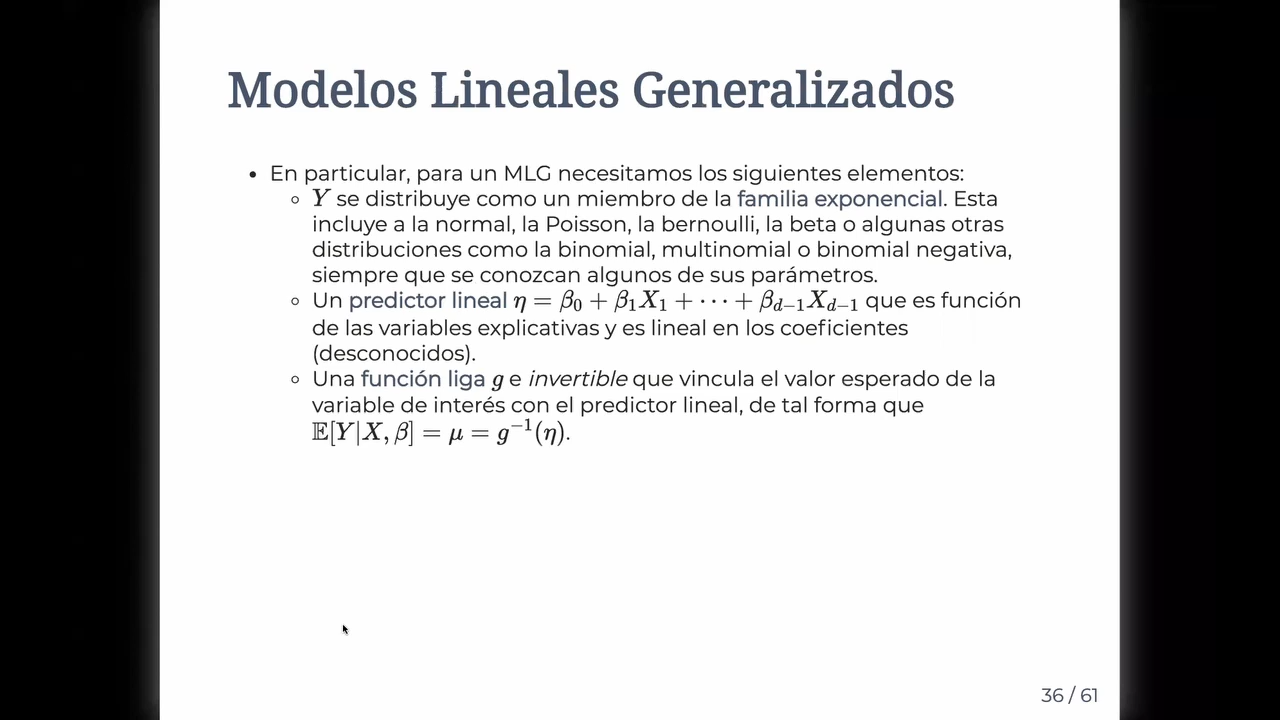 Modelos Lineales Generalizados
• En particular, para un MLG necesitamos los siguientes elementos:
◦ Y se distribuye como un miembro de la familia exponencial. Esta
incluye a la normal, la Poisson, la bernoulli, la beta o algunas otras
distribuciones como la binomial, multinomial o binomial negativa,
siempre que se conozcan algunos de sus parámetros.
◦ Un predictor lineal η = β₀ + β₁X₁ + ⋯ + β_{d−1}X_{d−1} que es función
de las variables explicativas y es lineal en los coeficientes
(desconocidos).
◦ Una función liga g e invertible que vincula el valor esperado de la
variable de interés con el predictor lineal, de tal forma que
𝔼[Y|X, β] = μ = g⁻¹(η).
36 / 61